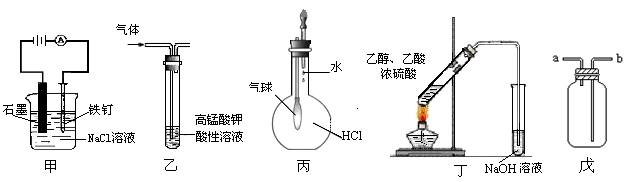 A
石墨
铁钉
NaCl溶液
甲
气体
高锰酸钾
酸性溶液
乙
水
气球
HCl
丙
乙醇、乙酸
浓硫酸
NaOH 溶液
丁
a
b
戊